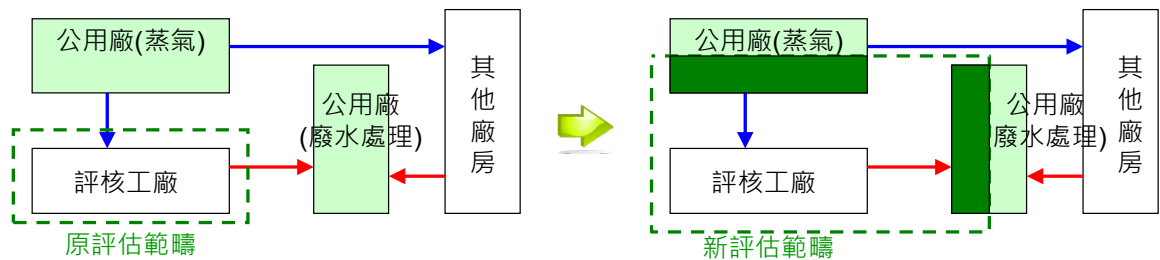 公用廠(蒸氣)
公用廠
(廢水處理)
其他廠房
評核工廠
原評估範疇
公用廠(蒸氣)
公用廠
廢水處理)
其他廠房
評核工廠
新評估範疇